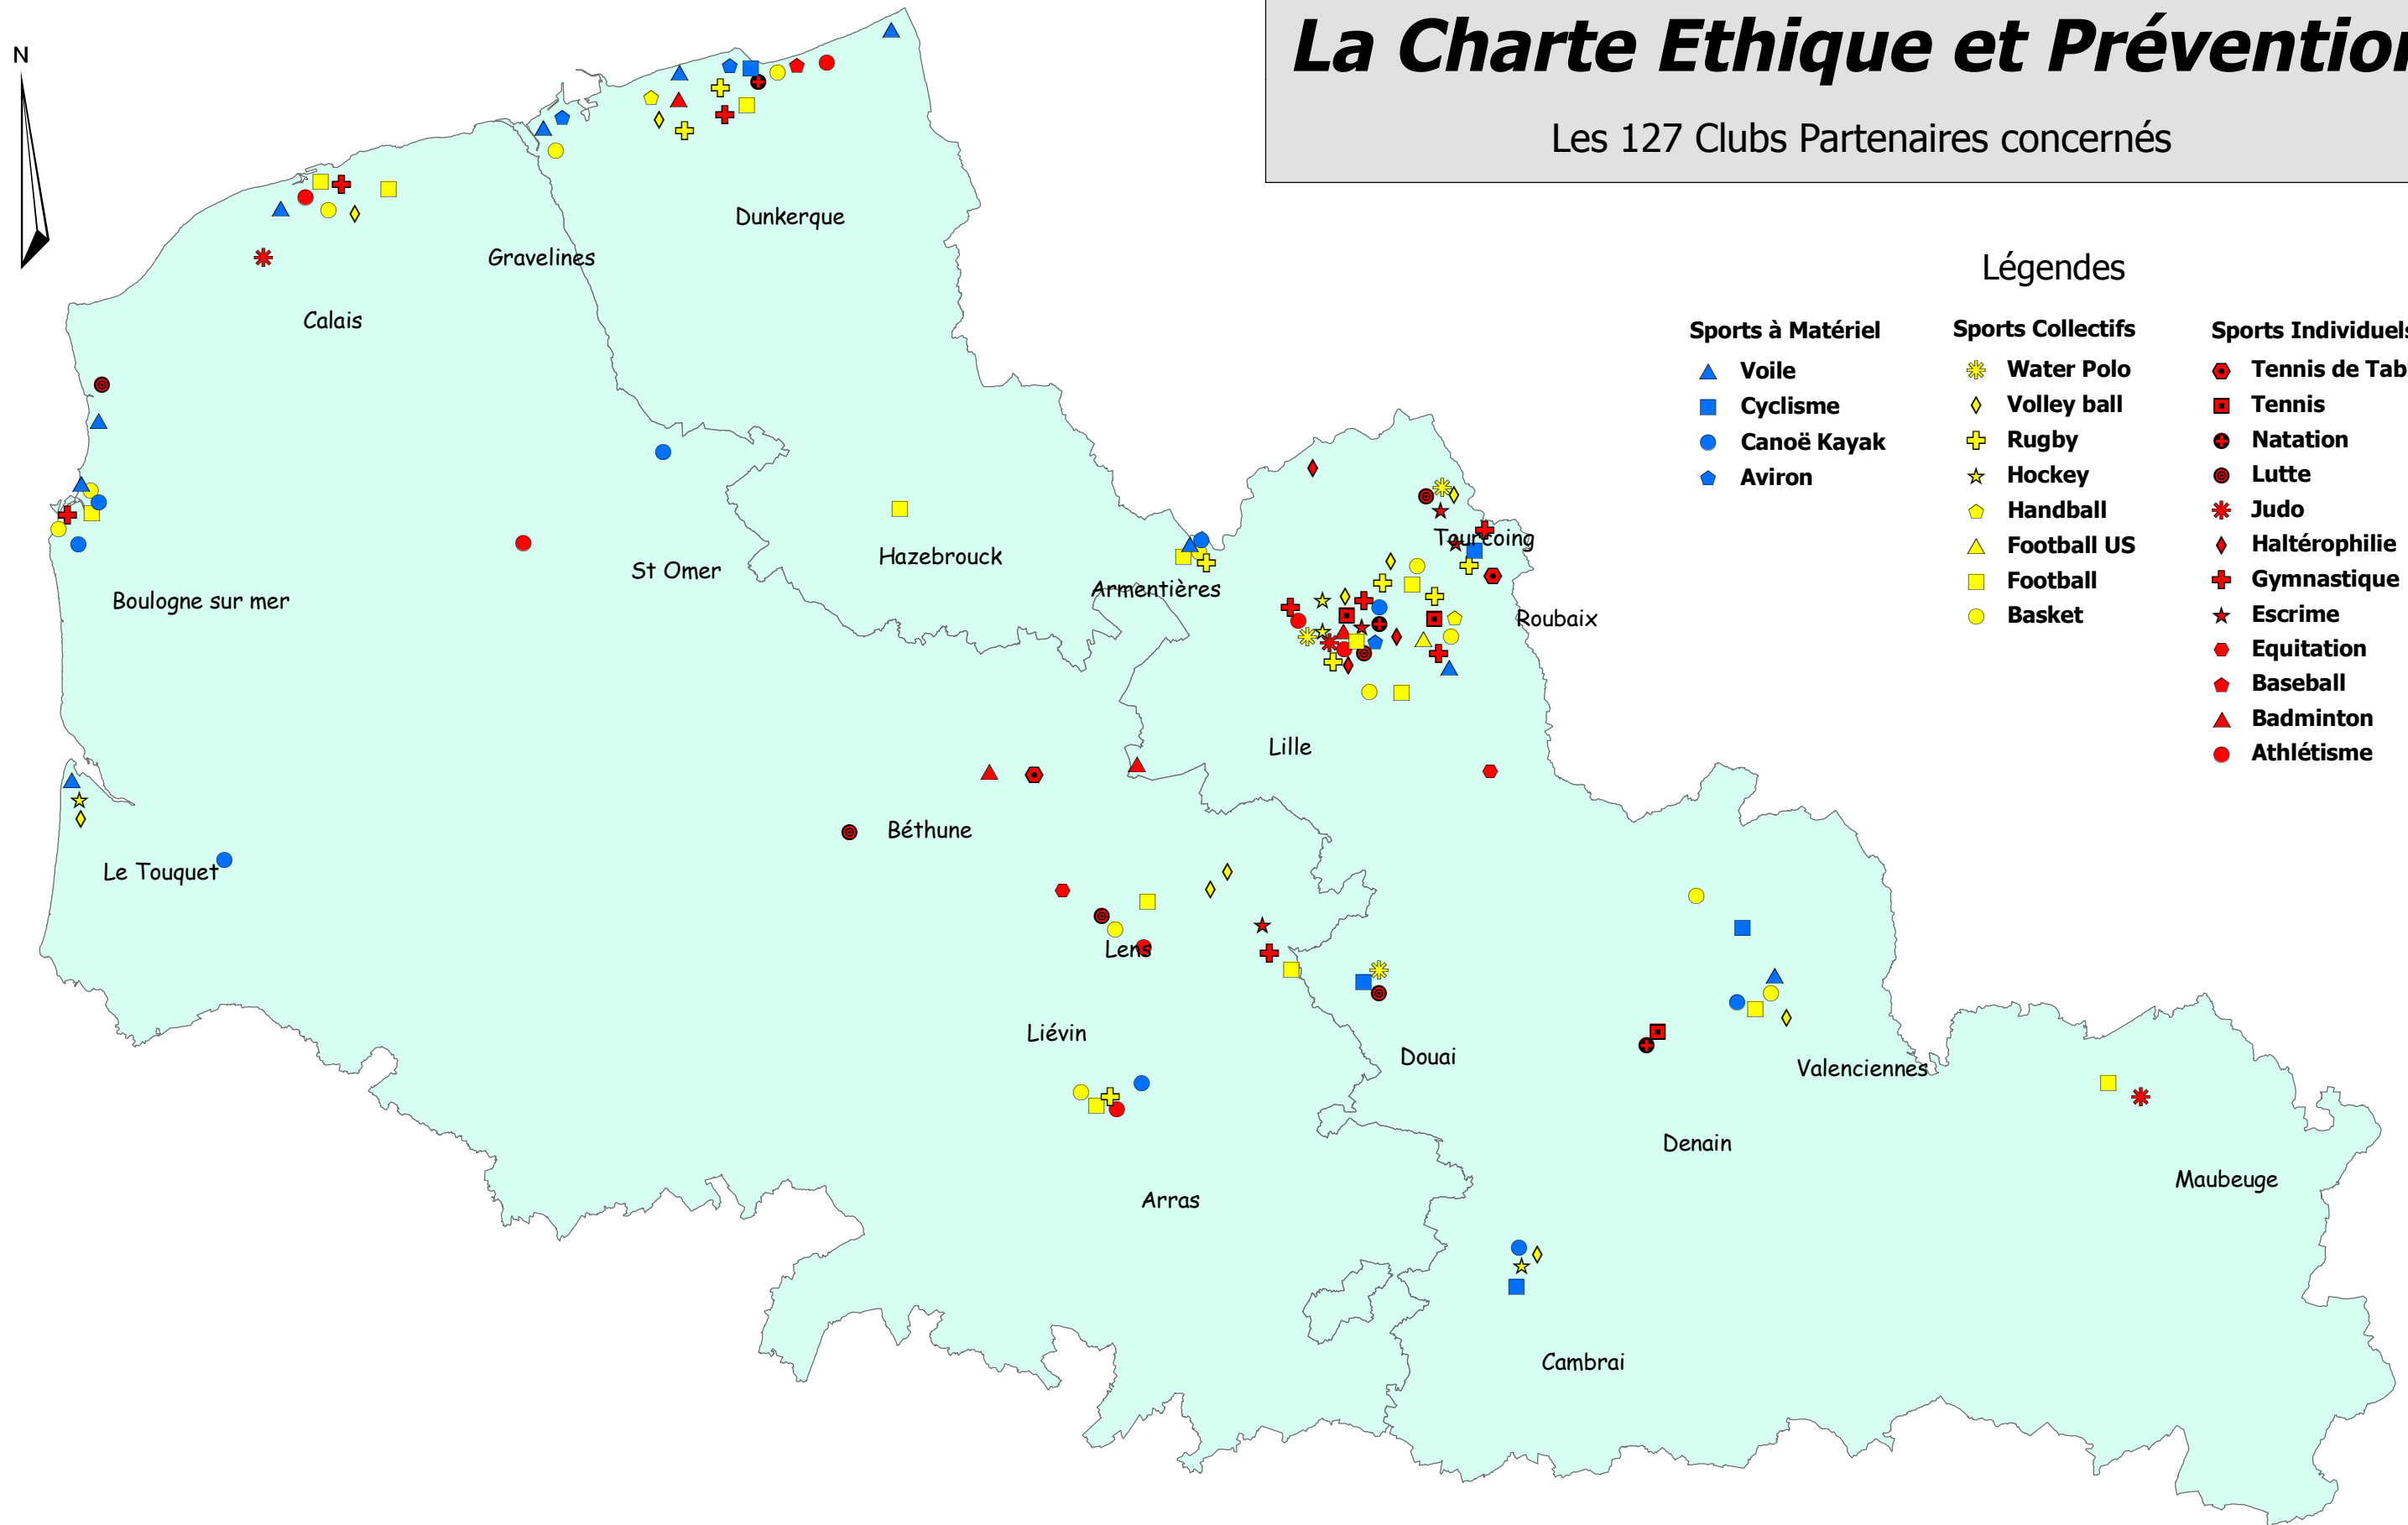 La Charte Ethique et Prévention
Les 127 Clubs Partenaires concernés
N
Légendes
Sports à Matériel
Voile
Cyclisme
Canoë Kayak
Aviron
Sports Collectifs
Water Polo
Volley ball
Rugby
Hockey
Handball
Football US
Football
Basket
Sports Individuels
Tennis de Tab
Tennis
Natation
Lutte
Judo
Haltérophilie
Gymnastique
Escrime
Equitation
Baseball
Badminton
Athlétisme
Dunkerque
Gravelines
Calais
Tourcoing
Hazebrouck
St Omer
Armentières
Boulogne sur mer
Roubaix
Lille
Béthune
Le Touquet
Lens
Liévin
Douai
Valenciennes
Denain
Maubeuge
Arras
Cambrai